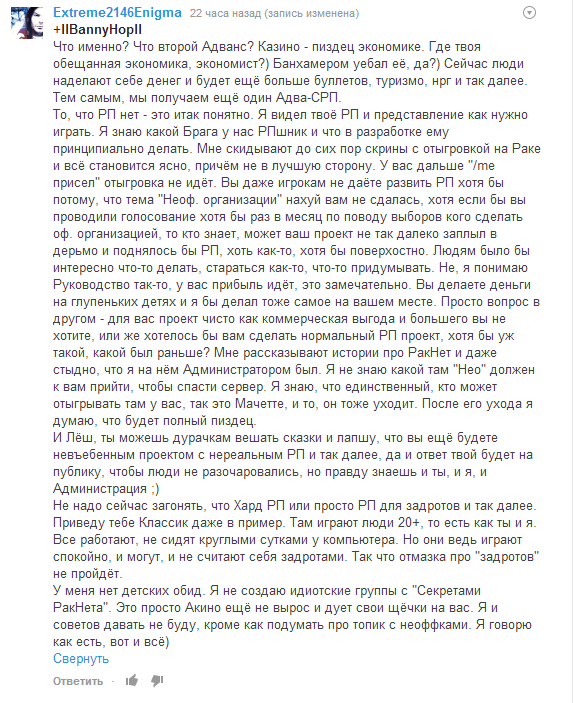 Extreme2146Enigma 22 часа назад (запись изменена)
+IIBannyHopII
Что именно? Что второй Адванс? Казино - пиздец экономике. Где твоя
обещанная экономика, экономист?) Банхамером уебал её, да?) Сейчас люди
наделают себе денег и будет ещё больше буллетов, туризмо, нрг и так далее.
Тем самым, мы получаем ещё один Адва-СРП.
То, что РП нет - это итак понятно. Я видел твоё РП и представление как нужно
играть. Я знаю какой Брага у нас РПшник и что в разработке ему
принципиально делать. Мне скидывают до сих пор скрины с отыгровкой на Раке
и всё становится ясно, причём не в лучшую сторону. У вас дальше "/me
присел" отыгровка не идёт. Вы даже игрокам не даёте развить РП хотя бы
потому, что тема "Неоф. организации" нахуй вам не сдалась, хотя если бы вы
проводили голосование хотя бы раз в месяц по поводу выборов кого сделать
оф. организацией, то кто знает, может ваш проект не так далеко заплыл в
дерьмо и поднялось бы РП, хоть как-то, хотя бы поверхостно. Людям было бы
интересно что-то делать, стараться как-то, что-то придумывать. Не, я понимаю
Руководство так-то, у вас прибыль идёт, это замечательно. Вы делаете деньги
на глупеньких детях и я бы делал тоже самое на вашем месте. Просто вопрос в
другом - для вас проект чисто как коммерческая выгода и большего вы не
хотите, или же хотелось бы вам сделать нормальный РП проект, хотя бы уж
такой, какой был раньше? Мне рассказывают истории про РакНет и даже
стыдно, что я на нём Администратором был. Я не знаю какой там "Нео" должен
к вам прийти, чтобы спасти сервер. Я знаю, что единственный, кто может
отыгрывать там у вас, так это Мачетте, и то, он тоже уходит. После его ухода я
думаю, что будет полный пиздец.
И Лёш, ты можешь дурачкам вешать сказки и лапшу, что вы ещё будете
невъебенным проектом с нереальным РП и так далее, да и ответ твой будет на
публику, чтобы люди не разочаровались, но правду знаешь и ты, и я, и
Администрация ;)
Не надо сейчас загонять, что Хард РП или просто РП для задротов и так далее.
Приведу тебе Классик даже в пример. Там играют люди 20+, то есть как ты и я.
Все работают, не сидят круглыми сутками у компьютера. Но они ведь играют
спокойно, и могут, и не считают себя задротами. Так что отмазка про "задротов"
не пройдёт.
У меня нет детских обид. Я не создаю идиотские группы с "Секретами
РакНета". Это просто Акино ещё не вырос и дует свои щёчки на вас. Я и
советов давать не буду, кроме как подумать про топик с неоффками. Я говорю
как есть, вот и всё)
Свернуть
Ответить ·